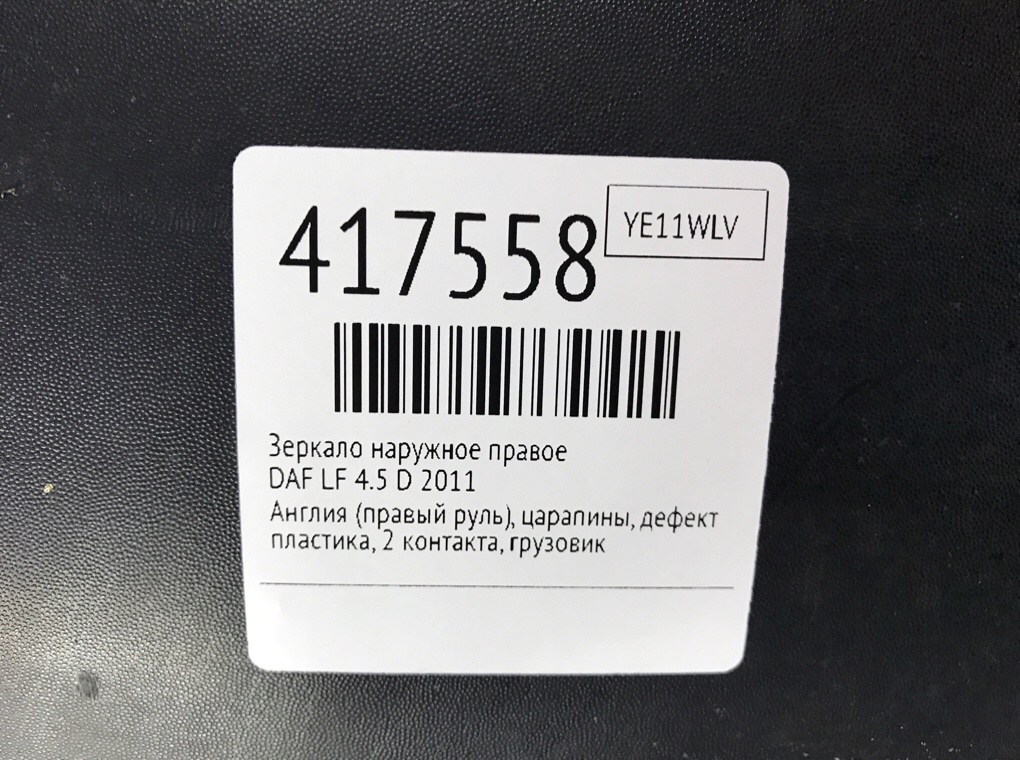 417558
YE11WLV
Зеркало наружное правое
DAF LF 4.5 D 2011
Англия (правый руль), царапины, дефект
пластика, 2 контакта, грузовик